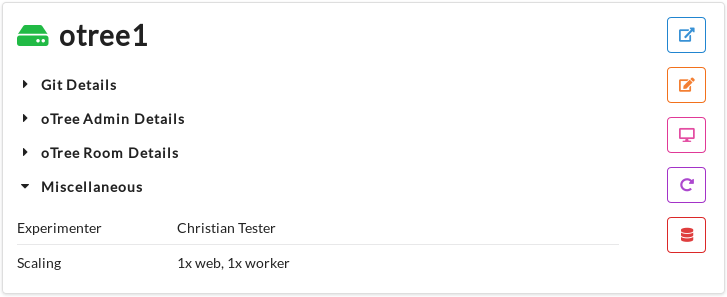 otree1
Git Details
oTree Admin Details
oTree Room Details
Miscellaneous
Experimenter Christian Tester
Scaling 1x web, 1x worker